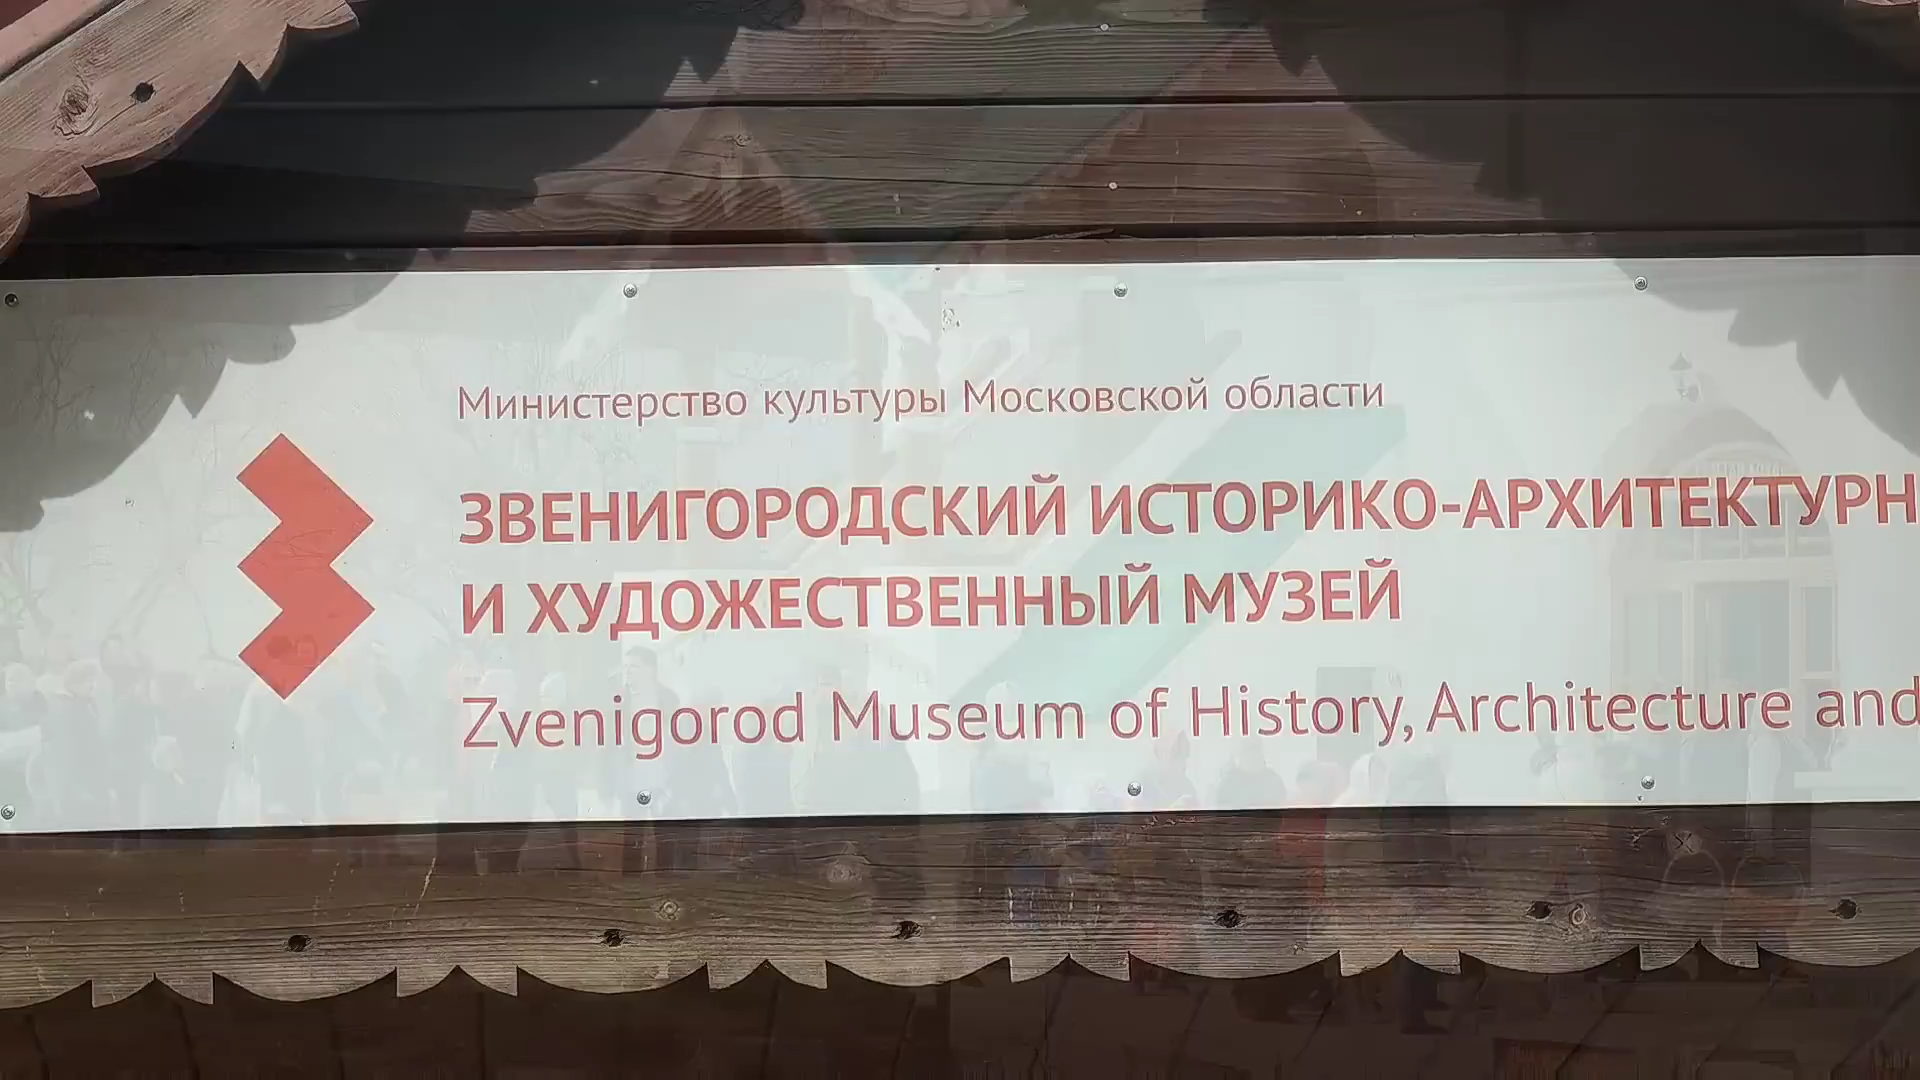 Министерство культуры Московской области
ЗВЕНИГОРОДСКИЙ ИСТОРИКО-АРХИТЕКТУРН
И ХУДОЖЕСТВЕННЫЙ МУЗЕЙ
Zvenigorod Museum of History, Architecture and